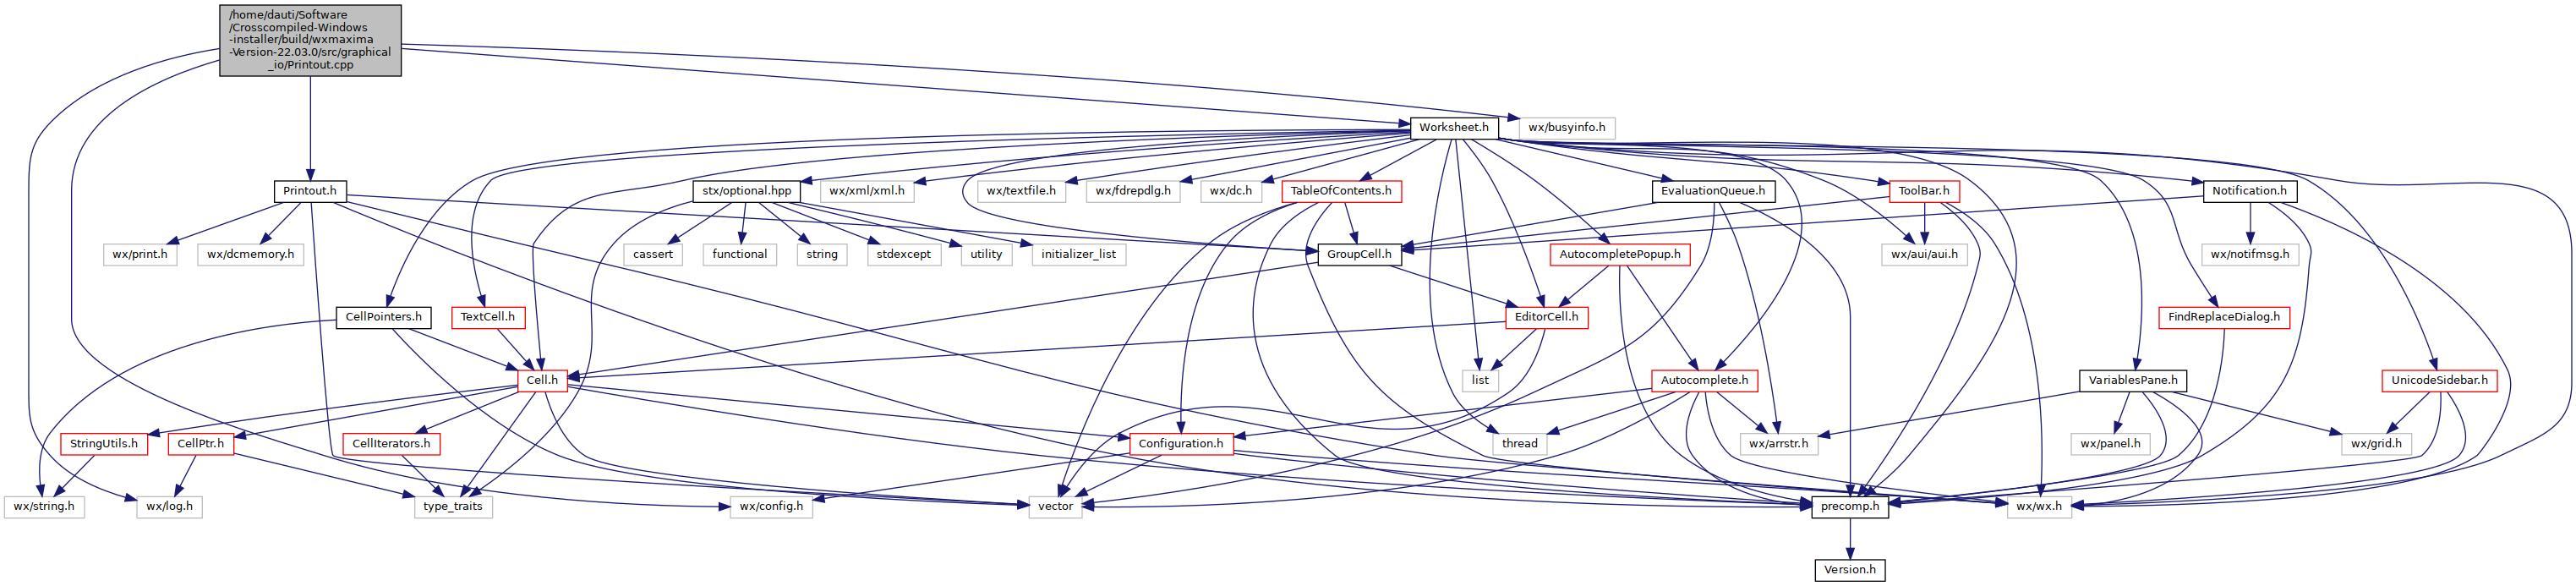 /home/dauti/Software
/Crosscompiled-Windows
-installer/build/wxmaxima
-Version-22.03.0/src/graphical
_io/Printout.cpp
Worksheet.h
wx/busyinfo.h
Printout.h
stx/optional.hpp
wx/xml/xml.h
wx/textfile.h
wx/fdrepdlg.h
wx/dc.h
TableOfContents.h
EvaluationQueue.h
ToolBar.h
Notification.h
wx/print.h
wx/dcmemory.h
cassert
functional
string
stdexcept
utility
initializer_list
GroupCell.h
AutocompletePopup.h
wx/aui/aui.h
wx/notifmsg.h
CellPointers.h
TextCell.h
EditorCell.h
FindReplaceDialog.h
Cell.h
list
Autocomplete.h
VariablesPane.h
UnicodeSidebar.h
StringUtils.h
CellPtr.h
CellIterators.h
Configuration.h
thread
wx/arrstr.h
wx/panel.h
wx/grid.h
wx/string.h
wx/log.h
type_traits
wx/config.h
vector
precomp.h
wx/wx.h
Version.h